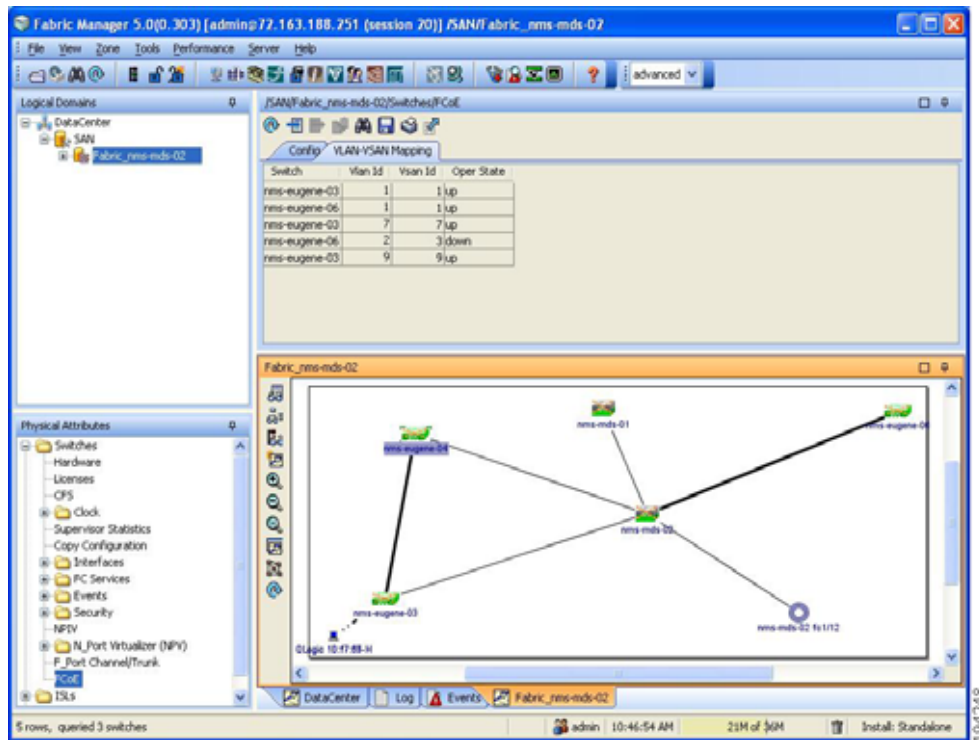 Fabric Manager 5.0(0.303) [admin@72.163.188.251 (session 20)] /SAN/Fabric_nms-mds-02
File View Zone Tools Performance Server Help
advanced
Logical Domains
DataCenter
SAN
Fabric_nms-mds-02
/SAN/Fabric_nms-mds-02/Switches/FCoE
Config VLAN-VSAN Mapping
Switch Vlan Id Vsan Id Oper State
nms-eugene-03 1 1 up
nms-eugene-06 1 1 up
nms-eugene-03 7 7 up
nms-eugene-06 2 3 down
nms-eugene-03 9 9 up
Physical Attributes
Switches
Hardware
Licenses
CFS
Clock
Supervisor Statistics
Copy Configuration
Interfaces
FC Services
Events
Security
NPIV
N_Port Virtualizer (NPV)
F_Port Channel/Trunk
FCoE
ISLs
Fabric_nms-mds-02
nms-mds-01
nms-eugene-04
nms-mds-02
nms-eugene-03
nms-mds-02 fc1/12
DataCenter Log Events Fabric_nms-mds-02
5 rows, queried 3 switches
admin 10:46:54 AM 21M of 36M Install: Standalone